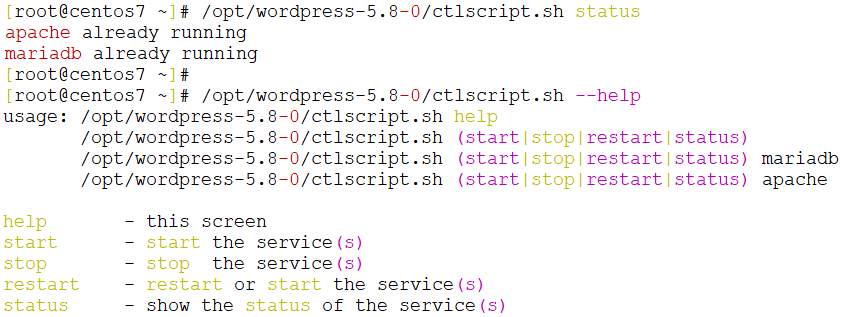 [root@centos7 ~]# /opt/wordpress-5.8-0/ctlscript.sh status
apache already running
mariadb already running
[root@centos7 ~]#
[root@centos7 ~]# /opt/wordpress-5.8-0/ctlscript.sh --help
usage: /opt/wordpress-5.8-0/ctlscript.sh help
       /opt/wordpress-5.8-0/ctlscript.sh (start|stop|restart|status)
       /opt/wordpress-5.8-0/ctlscript.sh (start|stop|restart|status) mariadb
       /opt/wordpress-5.8-0/ctlscript.sh (start|stop|restart|status) apache

help       - this screen
start      - start the service(s)
stop       - stop  the service(s)
restart    - restart or start the service(s)
status     - show the status of the service(s)